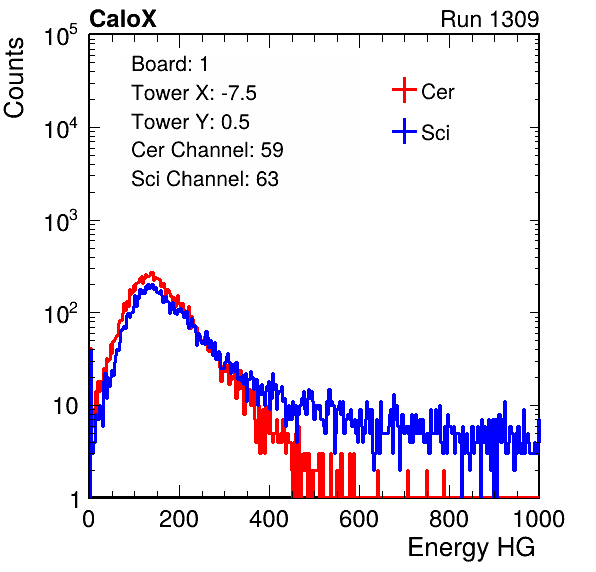 CaloX Run 1309
Counts
Board: 1
Tower X: -7.5
Tower Y: 0.5
Cer Channel: 59
Sci Channel: 63
Cer
Sci
10^5
10^4
10^3
10^2
10
1
0 200 400 600 800 1000
Energy HG